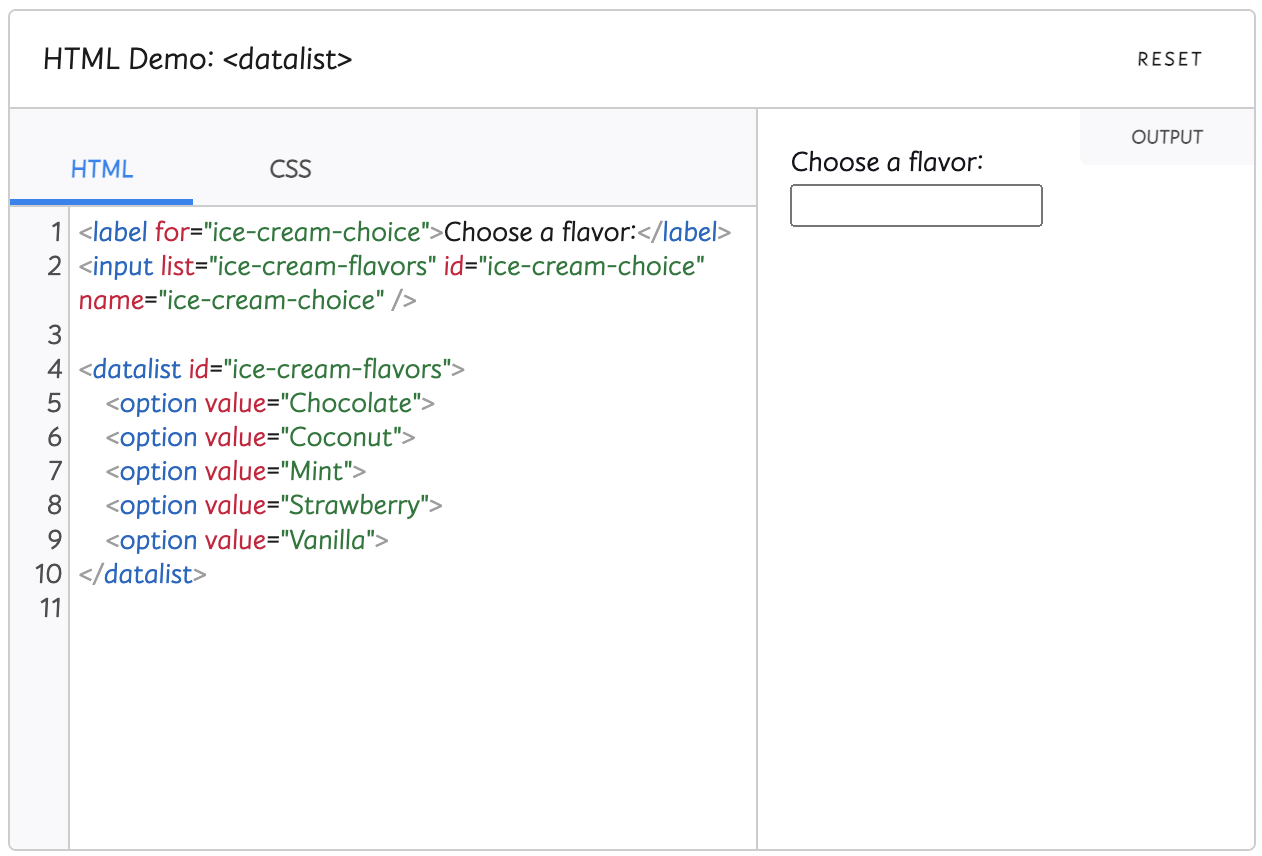 HTML Demo: <datalist>
RESET
HTML
CSS
1 <label for="ice-cream-choice">Choose a flavor:</label>
2 <input list="ice-cream-flavors" id="ice-cream-choice"
name="ice-cream-choice" />
3
4 <datalist id="ice-cream-flavors">
5 <option value="Chocolate">
6 <option value="Coconut">
7 <option value="Mint">
8 <option value="Strawberry">
9 <option value="Vanilla">
10 </datalist>
11
OUTPUT
Choose a flavor: